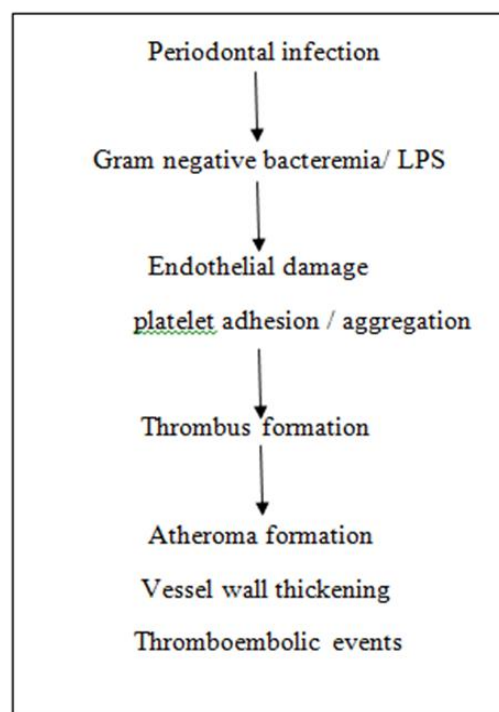 Periodontal infection
Gram negative bacteremia/ LPS
Endothelial damage
platelet adhesion / aggregation
Thrombus formation
Atheroma formation
Vessel wall thickening
Thromboembolic events